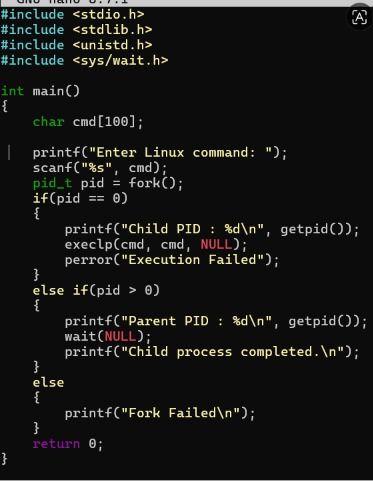 GNU nano 8.7.1
#include <stdio.h>
#include <stdlib.h>
#include <unistd.h>
#include <sys/wait.h>
int main()
{
    char cmd[100];
    printf("Enter Linux command: ");
    scanf("%s", cmd);
    pid_t pid = fork();
    if(pid == 0)
    {
        printf("Child PID : %d\n", getpid());
        execlp(cmd, cmd, NULL);
        perror("Execution Failed");
    }
    else if(pid > 0)
    {
        printf("Parent PID : %d\n", getpid());
        wait(NULL);
        printf("Child process completed.\n");
    }
    else
    {
        printf("Fork Failed\n");
    }
    return 0;
}